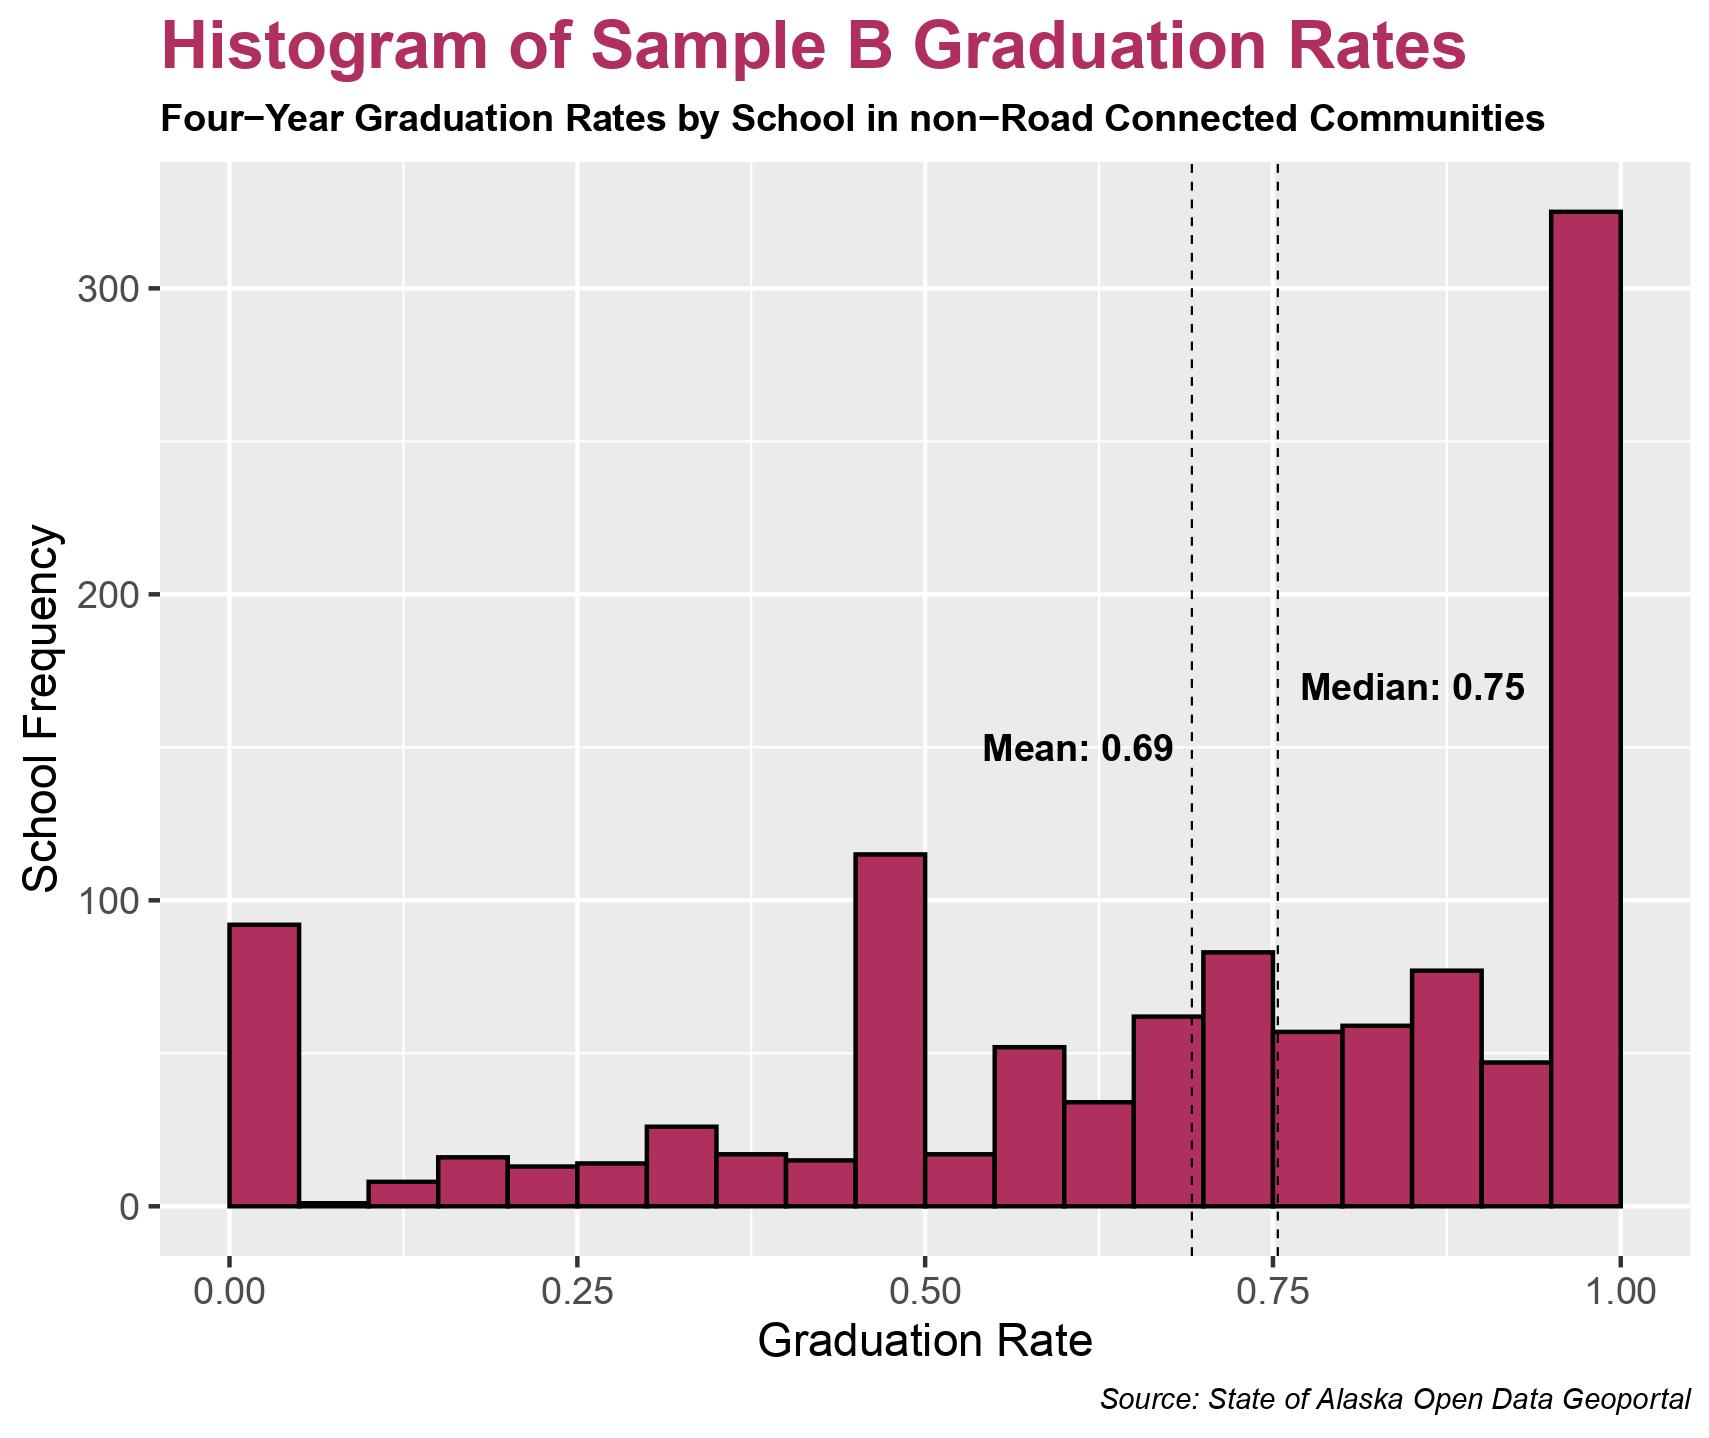 Histogram of Sample B Graduation Rates
Four−Year Graduation Rates by School in non−Road Connected Communities
School Frequency
300
200
100
0
Median: 0.75
Mean: 0.69
0.00 0.25 0.50 0.75 1.00
Graduation Rate
Source: State of Alaska Open Data Geoportal